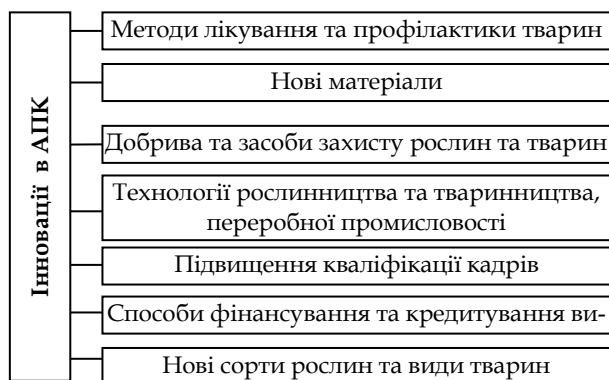 Інновації в АПК
Методи лікування та профілактики тварин
Нові матеріали
Добрива та засоби захисту рослин та тварин
Технології рослинництва та тваринництва,
переробної промисловості
Підвищення кваліфікації кадрів
Способи фінансування та кредитування ви-
Нові сорти рослин та види тварин